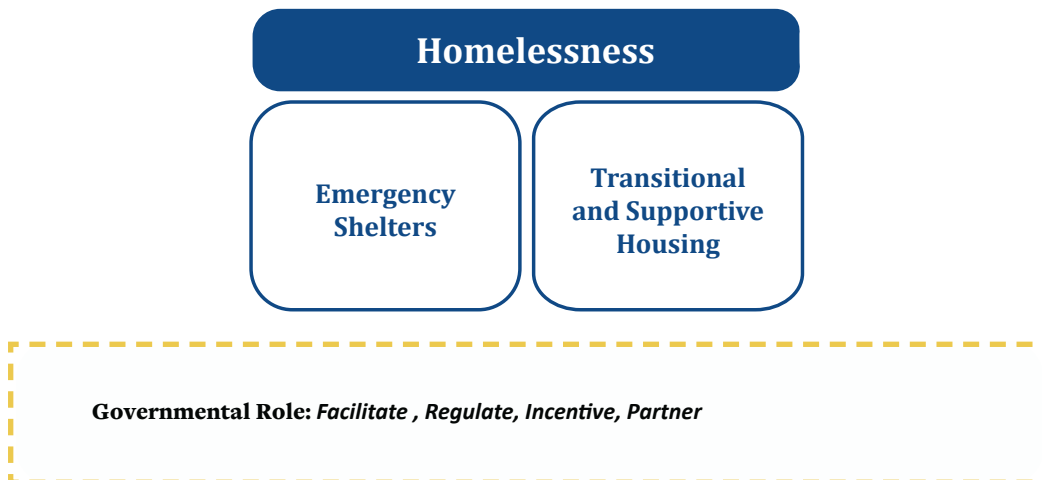 Homelessness
Emergency
Shelters
Transitional
and Supportive
Housing
Governmental Role: Facilitate , Regulate, Incentive, Partner